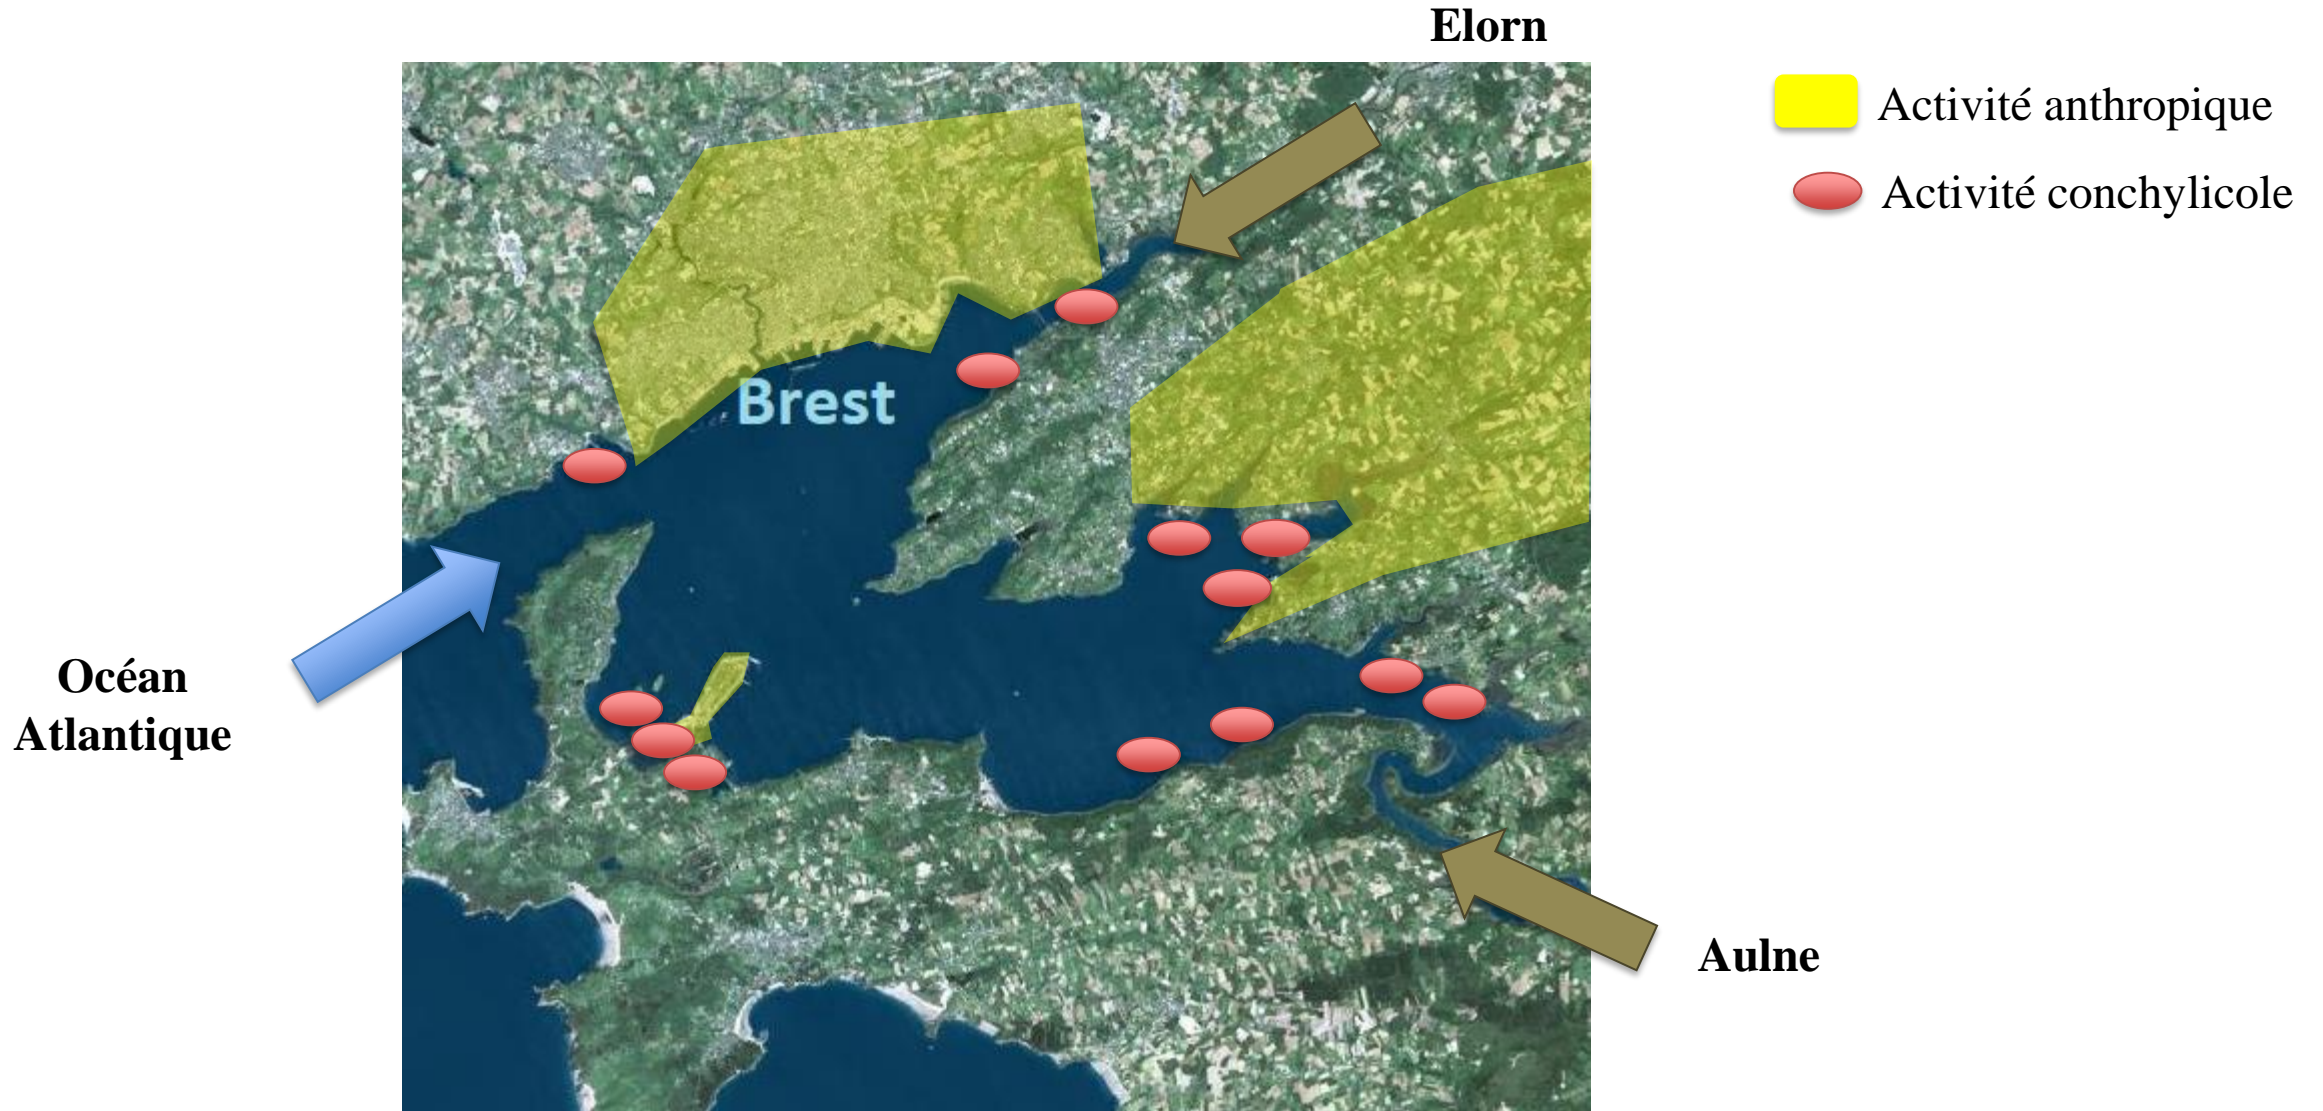 Elorn
Activité anthropique
Activité conchylicole
Brest
Océan
Atlantique
Aulne